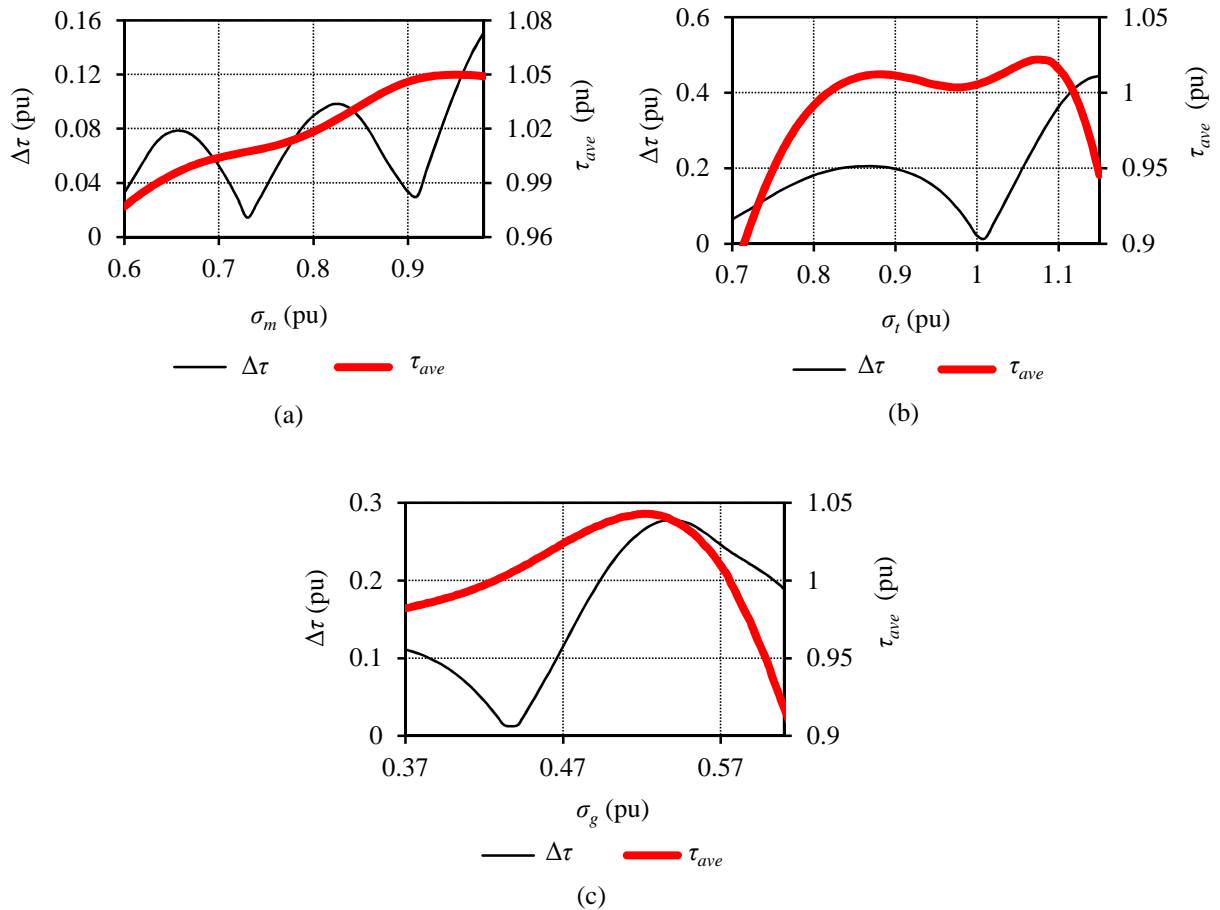 0.16 1.08
0.12 1.05
0.08 1.02
0.04 0.99
0 0.96
Δτ (pu)
τave (pu)
0.6 0.7 0.8 0.9
σm (pu)
Δτ τave
(a)
0.6 1.05
0.4 1
0.2 0.95
0 0.9
Δτ (pu)
τave (pu)
0.7 0.8 0.9 1 1.1
σt (pu)
Δτ τave
(b)
0.3 1.05
0.2 1
0.1 0.95
0 0.9
Δτ (pu)
τave (pu)
0.37 0.47 0.57
σg (pu)
Δτ τave
(c)